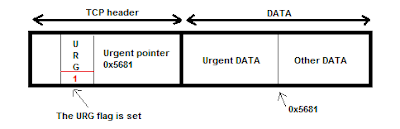 TCP header
DATA
U
R
G
1
Urgent pointer
0x5681
Urgent DATA
Other DATA
The URG flag is set
0x5681